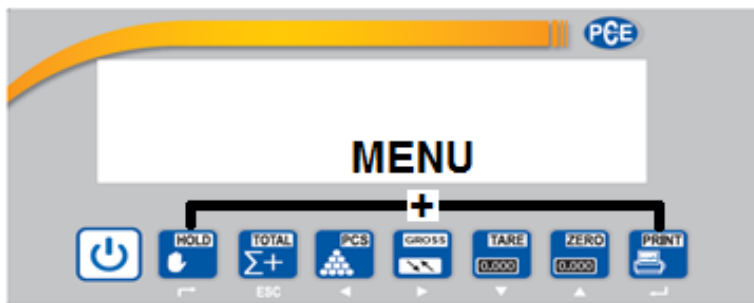 PCE
MENU
+
HOLD TOTAL PCS GROSS TARE ZERO PRINT
Σ+ 0.000 0.000
ESC